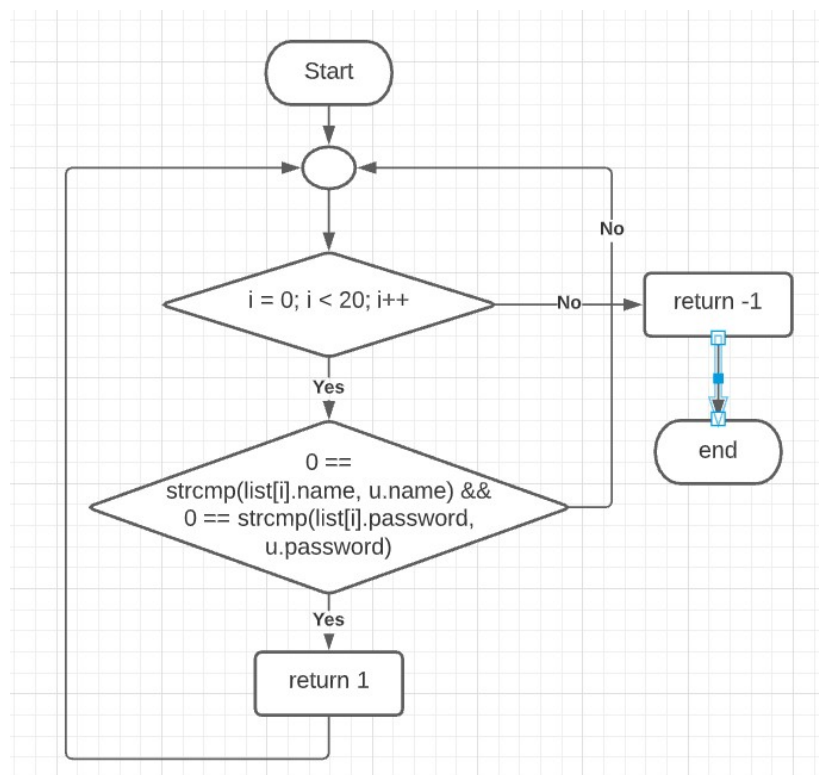 Start
No
i = 0; i < 20; i++
No
return -1
Yes
end
0 ==
strcmp(list[i].name, u.name) &&
0 == strcmp(list[i].password,
u.password)
Yes
return 1